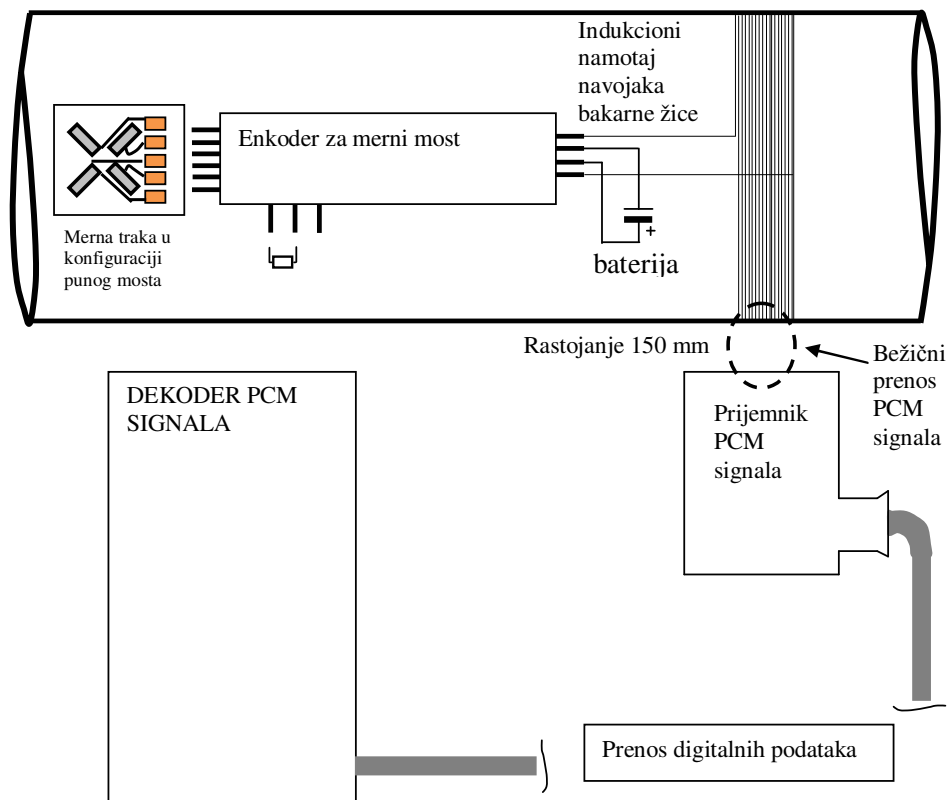 Indukcioni
namotaj
navojaka
bakarne žice
Enkoder za merni most
Merna traka u
konfiguraciji
punog mosta
+
baterija
Rastojanje 150 mm
Bežični
prenos
PCM
signala
DEKODER PCM
SIGNALA
Prijemnik
PCM
signala
Prenos digitalnih podataka